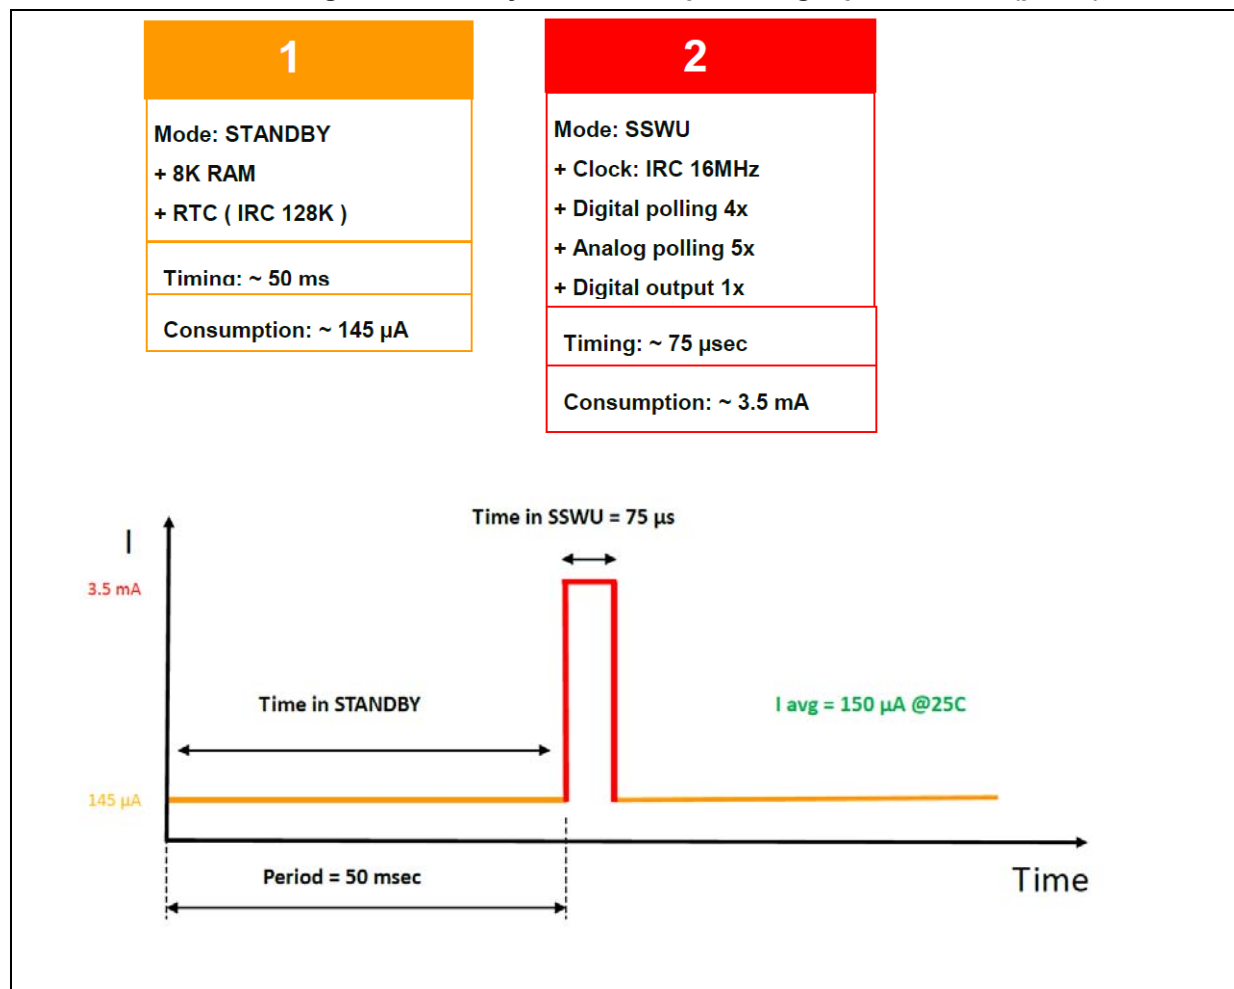 1
Mode: STANDBY
+ 8K RAM
+ RTC ( IRC 128K )
Timing: ~ 50 ms
Consumption: ~ 145 µA
2
Mode: SSWU
+ Clock: IRC 16MHz
+ Digital polling 4x
+ Analog polling 5x
+ Digital output 1x
Timing: ~ 75 µsec
Consumption: ~ 3.5 mA
Time in SSWU = 75 µs
I
3.5 mA
Time in STANDBY
I avg = 150 µA @25C
145 µA
Period = 50 msec
Time